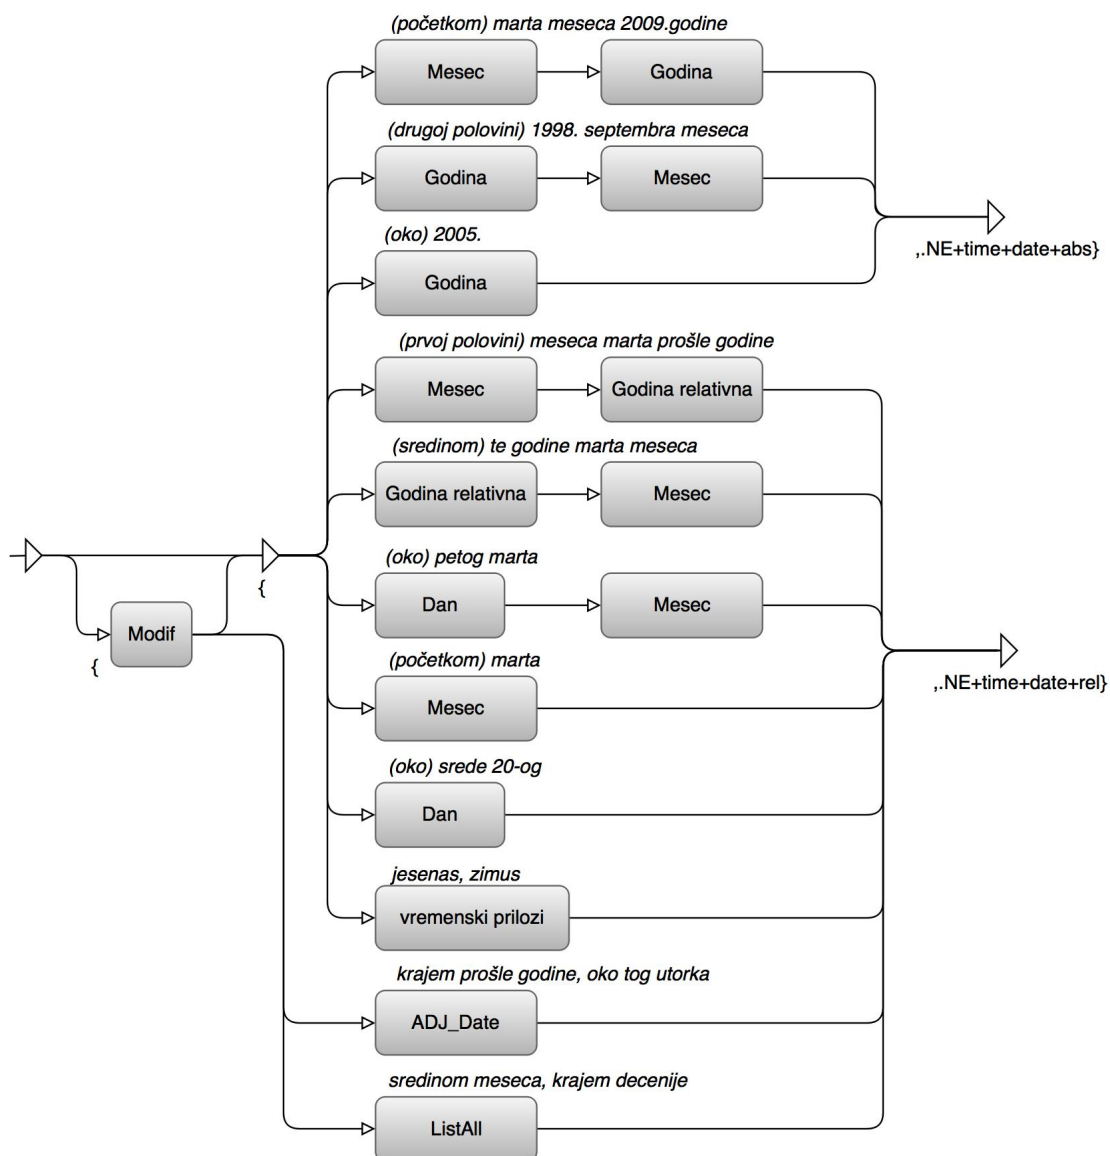 (početkom) marta meseca 2009.godine
Mesec
Godina
(drugoj polovini) 1998. septembra meseca
Godina
Mesec
,.NE+time+date+abs}
(oko) 2005.
Godina
(prvoj polovini) meseca marta prošle godine
Mesec
Godina relativna
(sredinom) te godine marta meseca
Godina relativna
Mesec
(oko) petog marta
{
Dan
Mesec
Modif
{
(početkom) marta
,.NE+time+date+rel}
Mesec
(oko) srede 20-og
Dan
jesenas, zimus
vremenski prilozi
krajem prošle godine, oko tog utorka
ADJ_Date
sredinom meseca, krajem decenije
ListAll